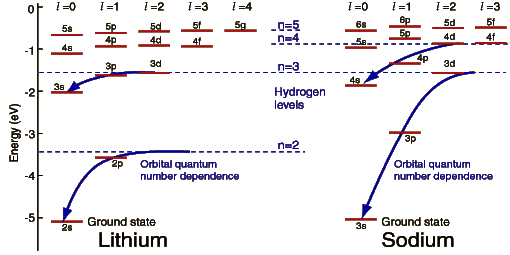 l=0 l=1 l=2 l=3 l=4 l=0 l=1 l=2 l=3
0
-1
-2
-3
-4
-5
Energy (eV)
5s 5p 5d 5f 5g
4s 4p 4d 4f
3s 3p 3d
2p
2s
n=5
n=4
n=3
Hydrogen
levels
n=2
Orbital quantum
number dependence
Ground state
Lithium
6s 6p 5d 5f
5s 5p 4d 4f
4s 4p 3d
3p
3s
Orbital quantum
number dependence
Ground state
Sodium